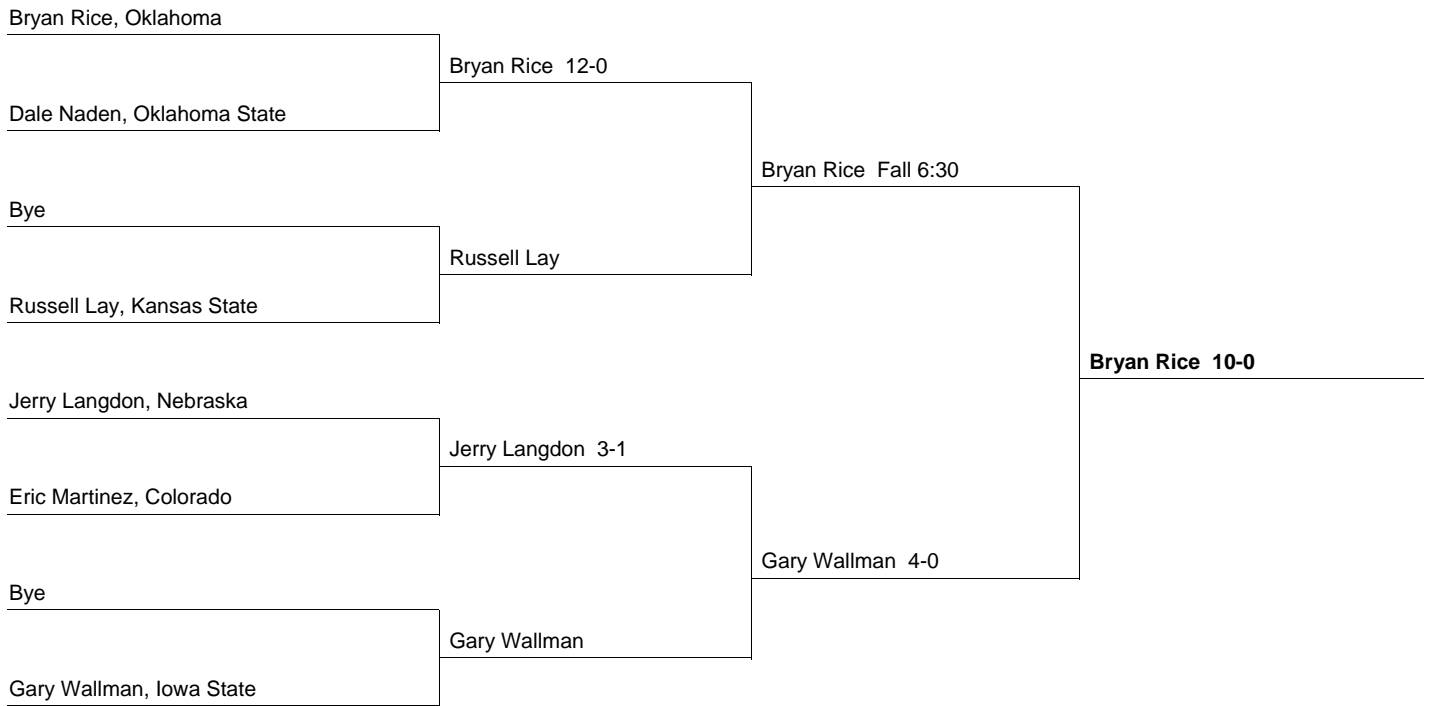 Bryan Rice, Oklahoma
Bryan Rice  12-0
Dale Naden, Oklahoma State
Bryan Rice  Fall 6:30
Bye
Russell Lay
Russell Lay, Kansas State
Bryan Rice  10-0
Jerry Langdon, Nebraska
Jerry Langdon  3-1
Eric Martinez, Colorado
Gary Wallman  4-0
Bye
Gary Wallman
Gary Wallman, Iowa State